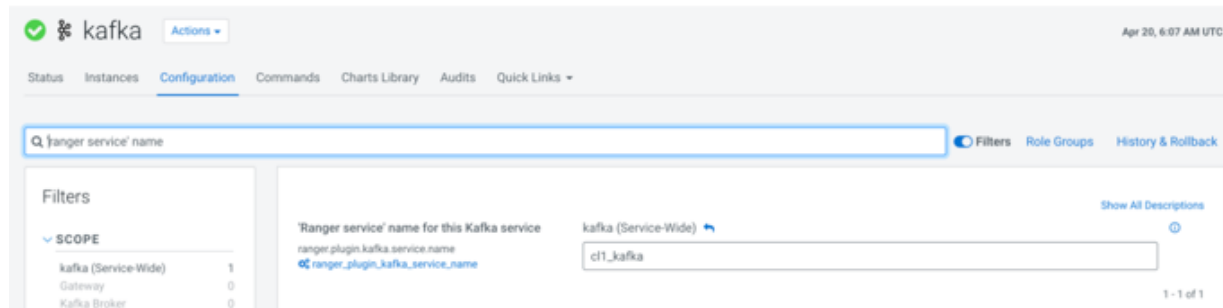 kafka Actions Apr 20, 6:07 AM UTC
Status Instances Configuration Commands Charts Library Audits Quick Links
'ranger service' name Filters Role Groups History & Rollback
Filters
Show All Descriptions
'Ranger service' name for this Kafka service kafka (Service-Wide)
SCOPE
ranger.plugin.kafka.service.name
cl1_kafka
ranger_plugin_kafka_service_name
kafka (Service-Wide) 1
Gateway 0
1 - 1 of 1
Kafka Broker 0